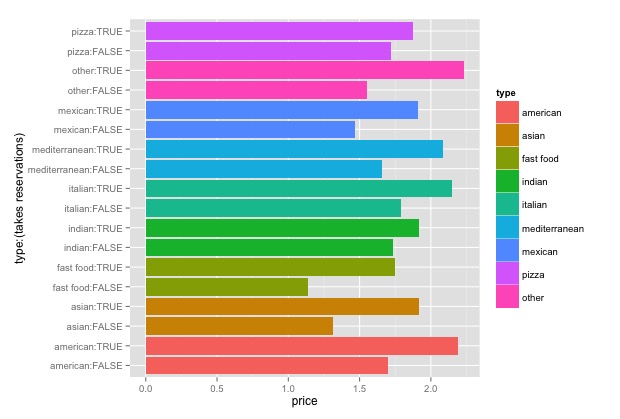 pizza:TRUE
pizza:FALSE
other:TRUE
other:FALSE
mexican:TRUE
mexican:FALSE
mediterranean:TRUE
mediterranean:FALSE
italian:TRUE
italian:FALSE
indian:TRUE
indian:FALSE
fast food:TRUE
fast food:FALSE
asian:TRUE
asian:FALSE
american:TRUE
american:FALSE
type:(takes reservations)
0.0 0.5 1.0 1.5 2.0
price
type
american
asian
fast food
indian
italian
mediterranean
mexican
pizza
other